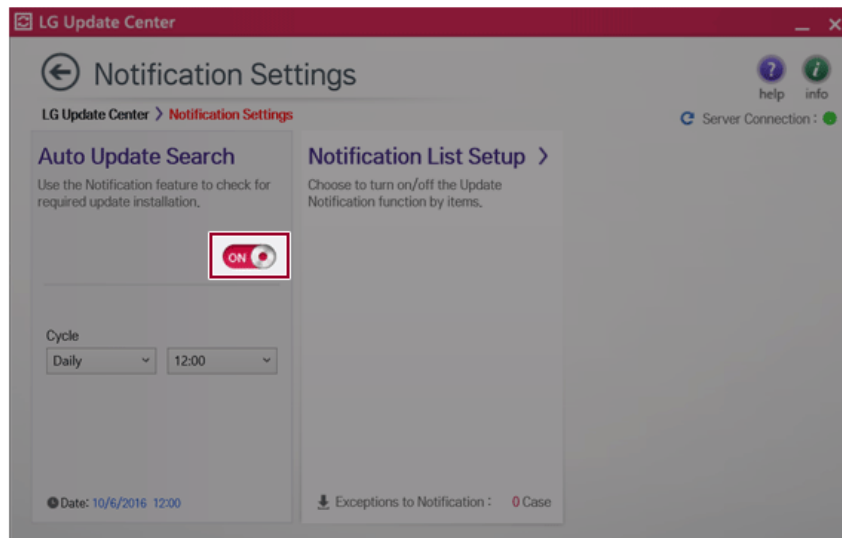 LG Update Center
Notification Settings
help
info
LG Update Center > Notification Settings
Server Connection :
Auto Update Search
Use the Notification feature to check for
required update installation.
ON
Cycle
Daily
12:00
Date: 10/6/2016 12:00
Notification List Setup >
Choose to turn on/off the Update
Notification function by items.
Exceptions to Notification : 0 Case